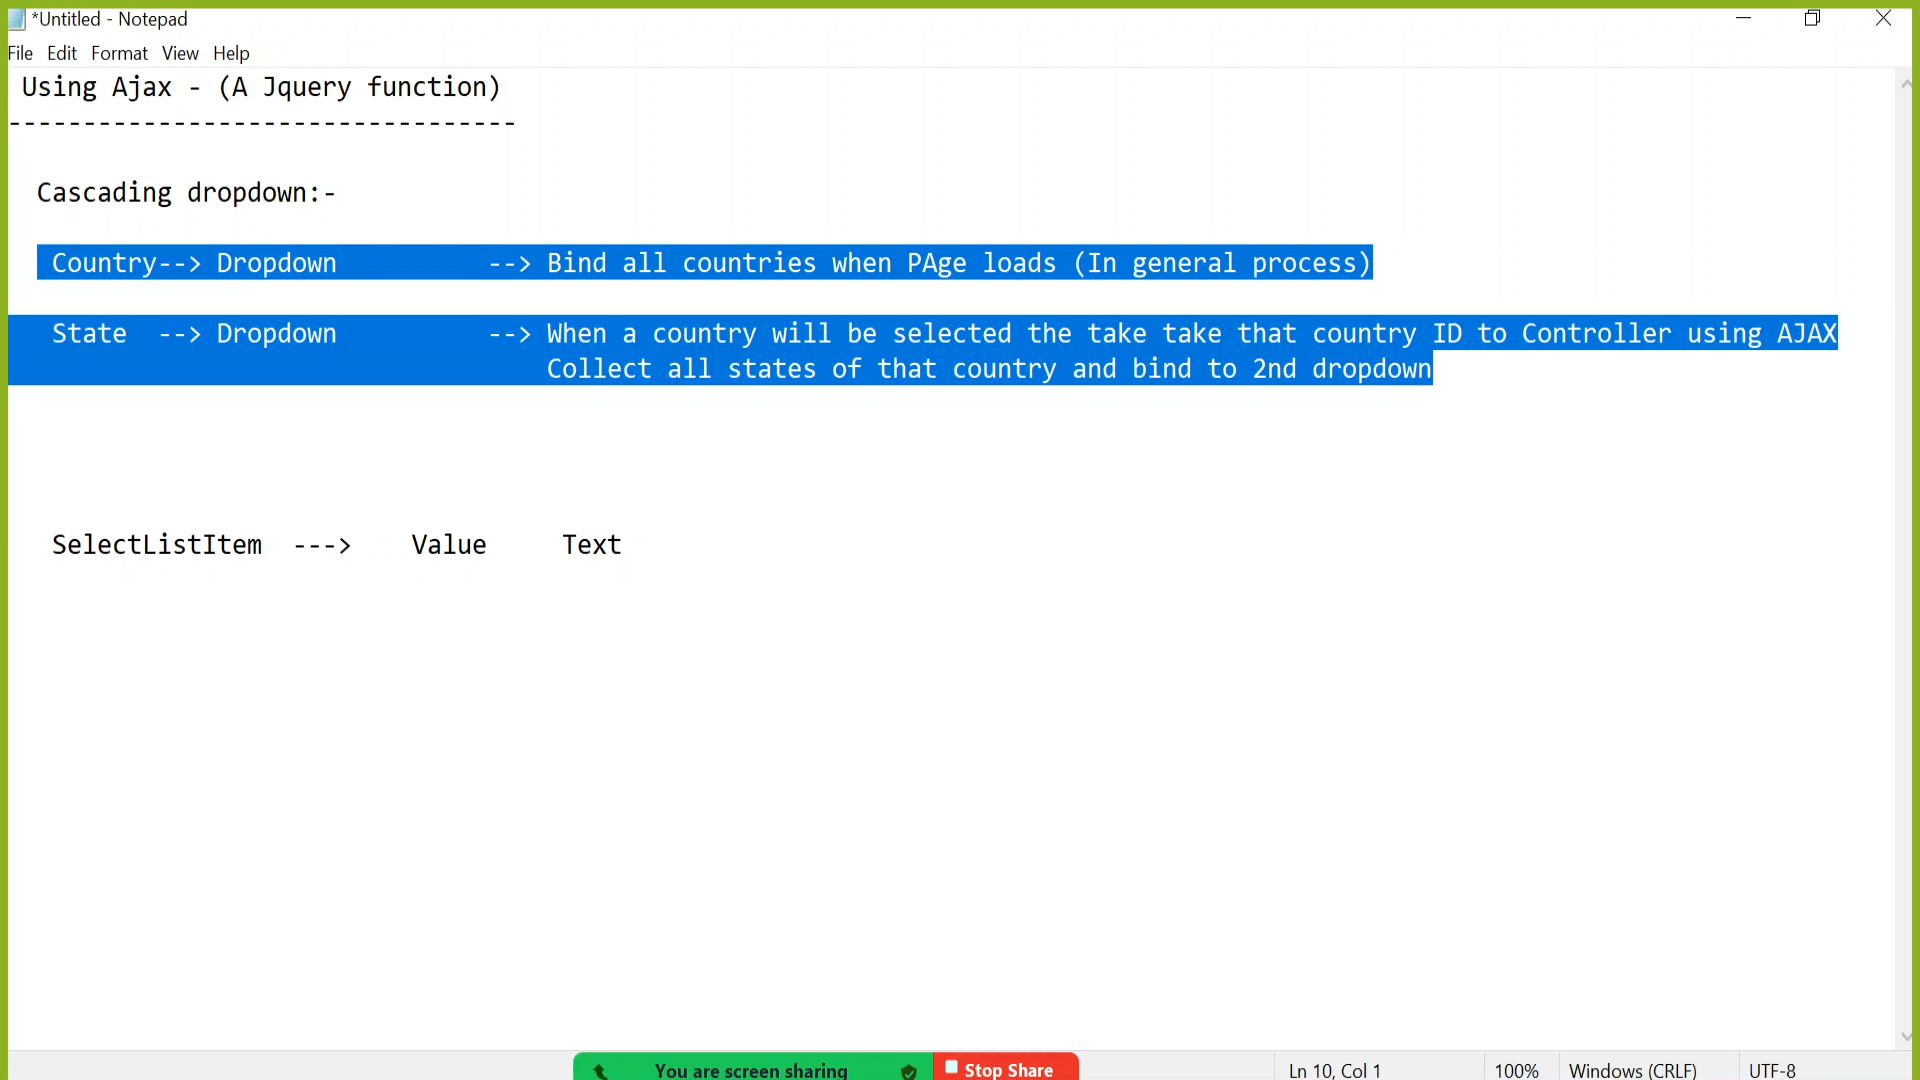 *Untitled - Notepad
File Edit Format View Help
Using Ajax - (A Jquery function)
----------------------------------
Cascading dropdown:-
Country--> Dropdown --> Bind all countries when PAge loads (In general process)
State --> Dropdown --> When a country will be selected the take take that country ID to Controller using AJAX
Collect all states of that country and bind to 2nd dropdown
SelectListItem ---> Value Text
You are screen sharing Stop Share Ln 10, Col 1 100% Windows (CRLF) UTF-8